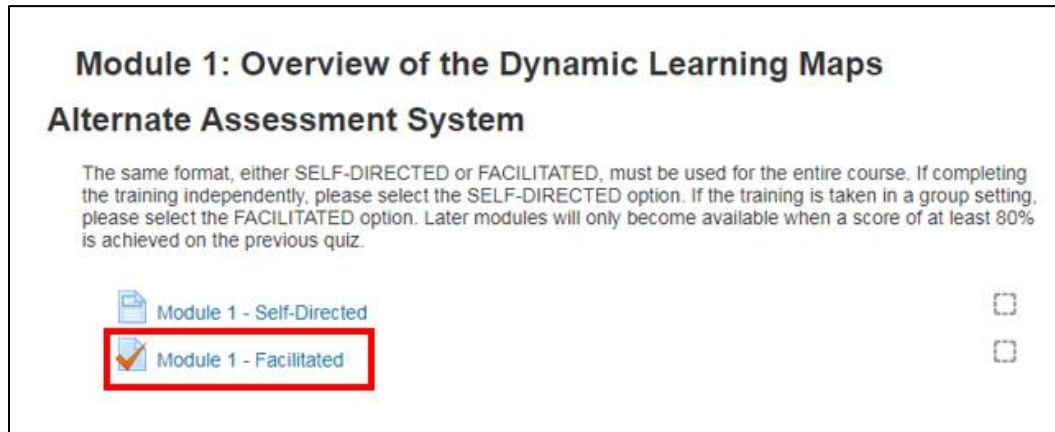 Module 1: Overview of the Dynamic Learning Maps
Alternate Assessment System
The same format, either SELF-DIRECTED or FACILITATED, must be used for the entire course. If completing
the training independently, please select the SELF-DIRECTED option. If the training is taken in a group setting,
please select the FACILITATED option. Later modules will only become available when a score of at least 80%
is achieved on the previous quiz.
Module 1 - Self-Directed
Module 1 - Facilitated